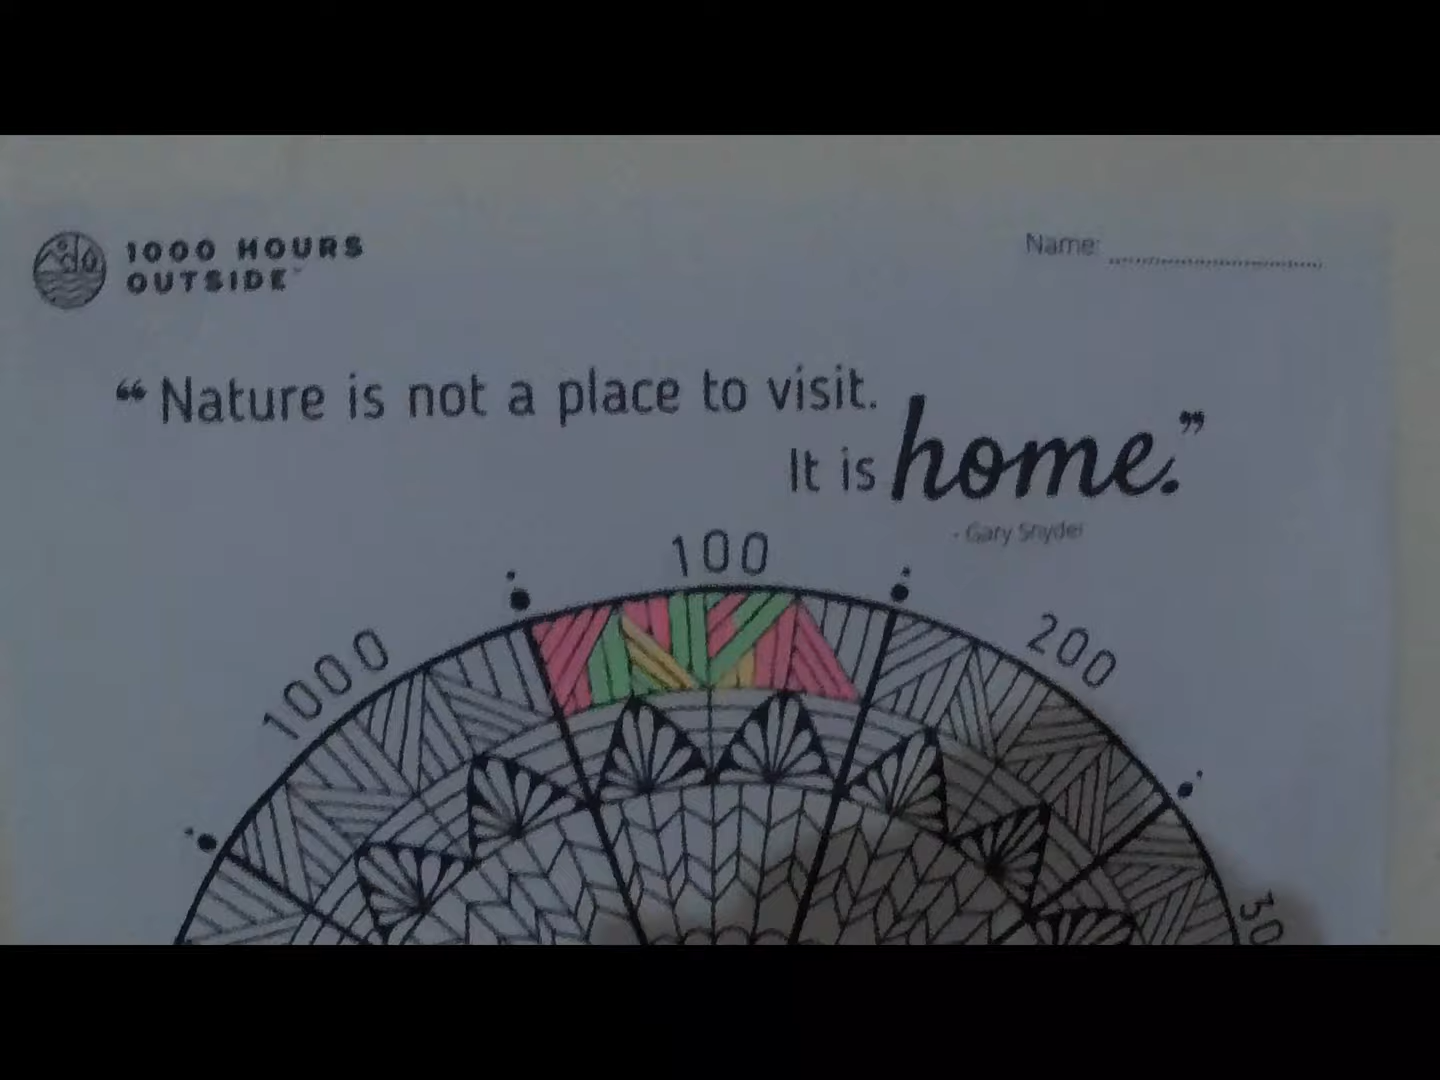 1000 HOURS
OUTSIDE
Name:
“Nature is not a place to visit.
It is home.”
- Gary Snyder
100
200
1000